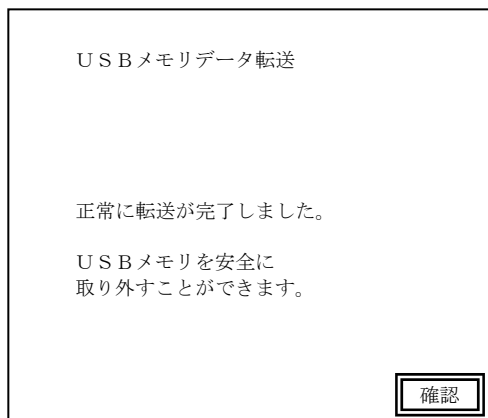 ＵＳＢメモリデータ転送
正常に転送が完了しました。
ＵＳＢメモリを安全に
取り外すことができます。
確認